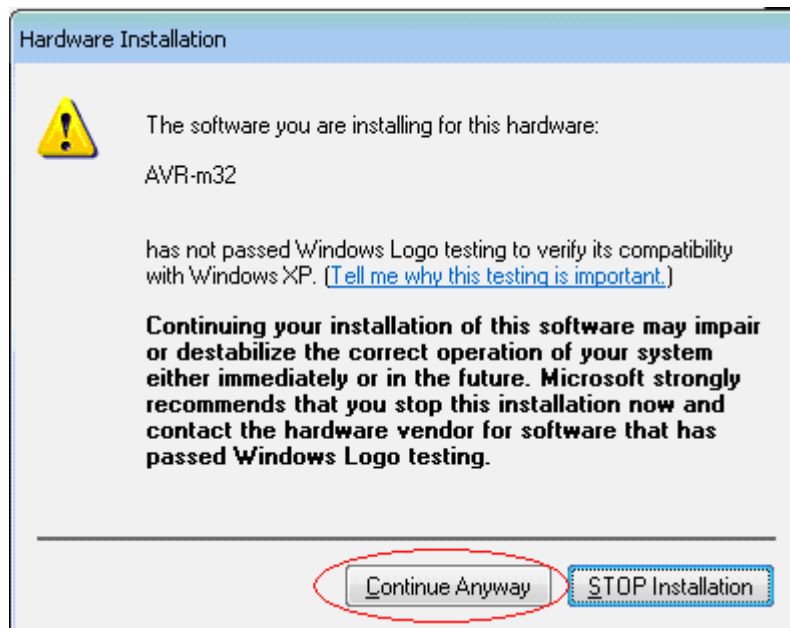 Hardware Installation
The software you are installing for this hardware:
AVR-m32
has not passed Windows Logo testing to verify its compatibility
with Windows XP. (Tell me why this testing is important.)
Continuing your installation of this software may impair
or destabilize the correct operation of your system
either immediately or in the future. Microsoft strongly
recommends that you stop this installation now and
contact the hardware vendor for software that has
passed Windows Logo testing.
Continue Anyway
STOP Installation